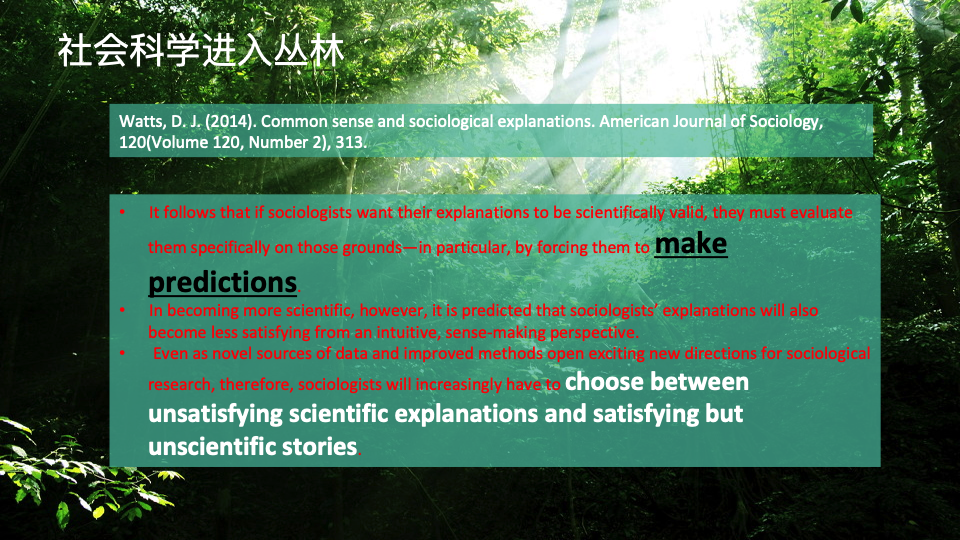 社会科学进入丛林
Watts, D. J. (2014). Common sense and sociological explanations. American Journal of Sociology,
120(Volume 120, Number 2), 313.
• It follows that if sociologists want their explanations to be scientifically valid, they must evaluate
them specifically on those grounds—in particular, by forcing them to make
predictions.
• In becoming more scientific, however, it is predicted that sociologists’ explanations will also
become less satisfying from an intuitive, sense-making perspective.
• Even as novel sources of data and improved methods open exciting new directions for sociological
research, therefore, sociologists will increasingly have to choose between
unsatisfying scientific explanations and satisfying but
unscientific stories.